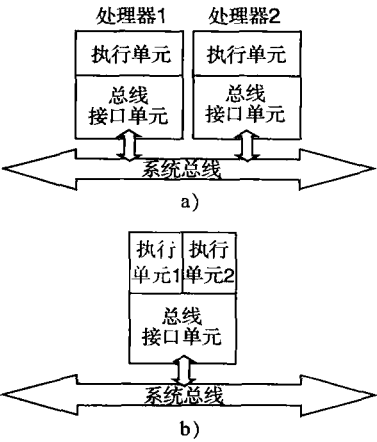 处理器1 处理器2
执行单元 执行单元
总线 总线
接口单元 接口单元
系统总线
a)
执行 执行
单元1 单元2
总线
接口单元
系统总线
b)